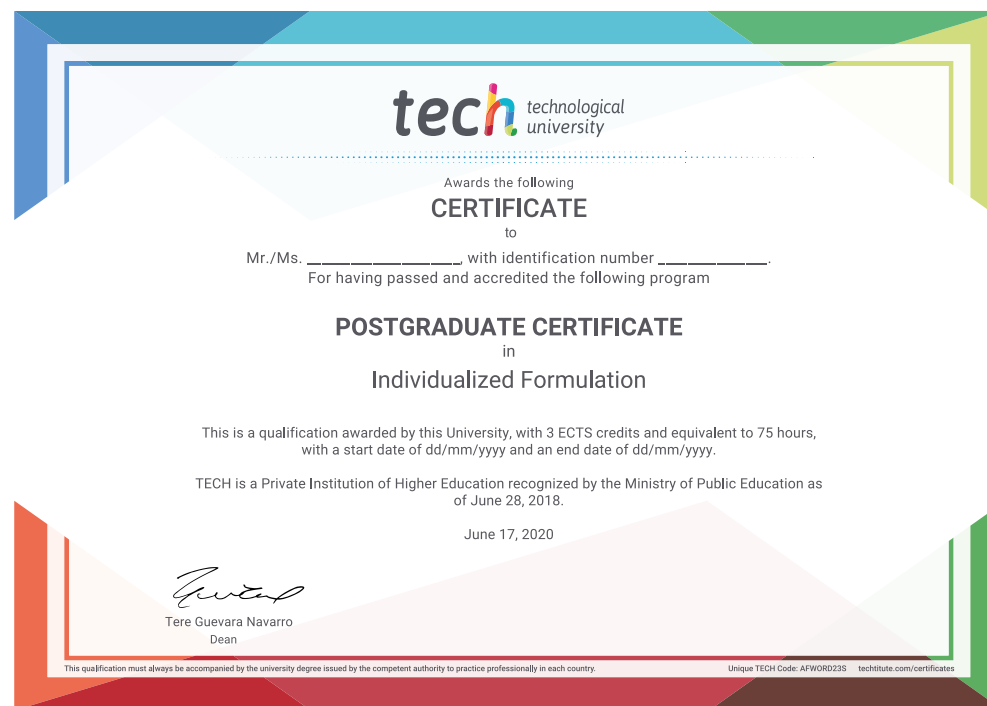 tech technological
university
Awards the following
CERTIFICATE
to
Mr./Ms. ____________________, with identification number ______________.
For having passed and accredited the following program
POSTGRADUATE CERTIFICATE
in
Individualized Formulation
This is a qualification awarded by this University, with 3 ECTS credits and equivalent to 75 hours,
with a start date of dd/mm/yyyy and an end date of dd/mm/yyyy.
TECH is a Private Institution of Higher Education recognized by the Ministry of Public Education as
of June 28, 2018.
June 17, 2020
Tere Guevara Navarro
Dean
This qualification must always be accompanied by the university degree issued by the competent authority to practice professionally in each country. Unique TECH Code: AFWORD23S techtitute.com/certificates